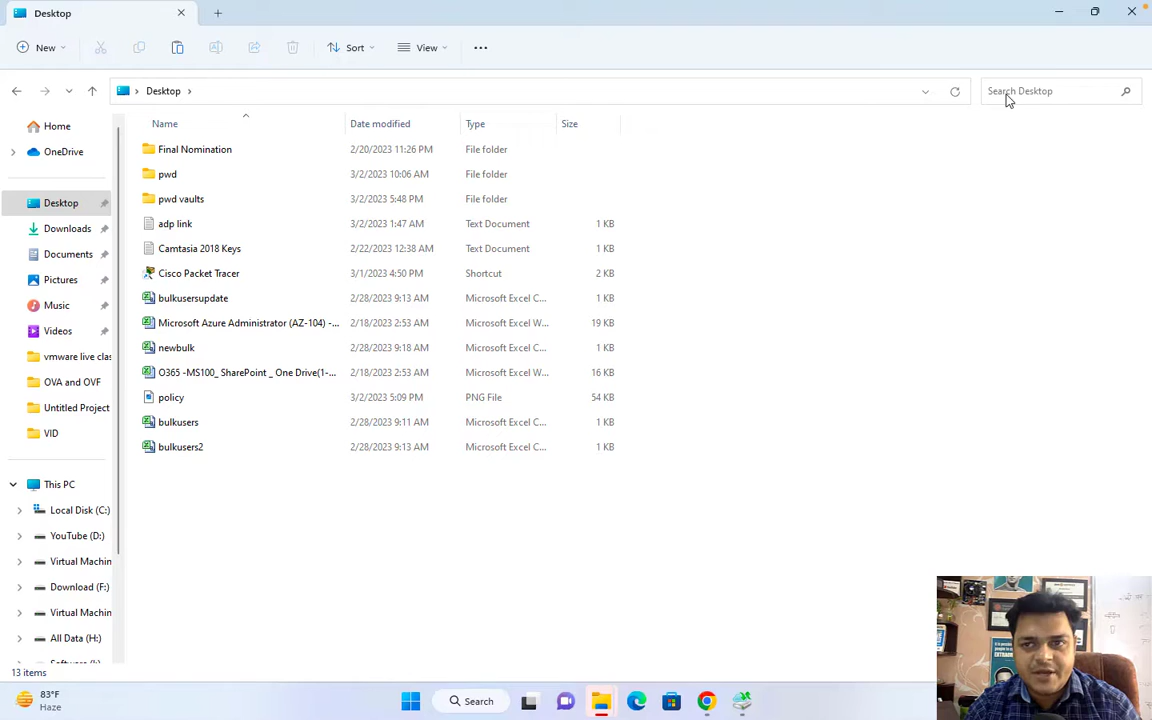 Desktop
New
Sort
View
Desktop
Search Desktop
Name
Date modified
Type
Size
Home
OneDrive
Desktop
Downloads
Documents
Pictures
Music
Videos
vmware live clas
OVA and OVF
Untitled Project
VID
This PC
Local Disk (C:)
YouTube (D:)
Virtual Machin
Download (F:)
Virtual Machin
All Data (H:)
Final Nomination 2/20/2023 11:26 PM File folder
pwd 3/2/2023 10:06 AM File folder
pwd vaults 3/2/2023 5:48 PM File folder
adp link 3/2/2023 1:47 AM Text Document 1 KB
Camtasia 2018 Keys 2/22/2023 12:38 AM Text Document 1 KB
Cisco Packet Tracer 3/1/2023 4:50 PM Shortcut 2 KB
bulkusersupdate 2/28/2023 9:13 AM Microsoft Excel C... 1 KB
Microsoft Azure Administrator (AZ-104) -... 2/18/2023 2:53 AM Microsoft Excel W... 19 KB
newbulk 2/28/2023 9:18 AM Microsoft Excel C... 1 KB
O365 -MS100_ SharePoint _ One Drive(1-... 2/18/2023 2:53 AM Microsoft Excel W... 16 KB
policy 3/2/2023 5:09 PM PNG File 54 KB
bulkusers 2/28/2023 9:11 AM Microsoft Excel C... 1 KB
bulkusers2 2/28/2023 9:13 AM Microsoft Excel C... 1 KB
13 items
83°F
Haze
Search